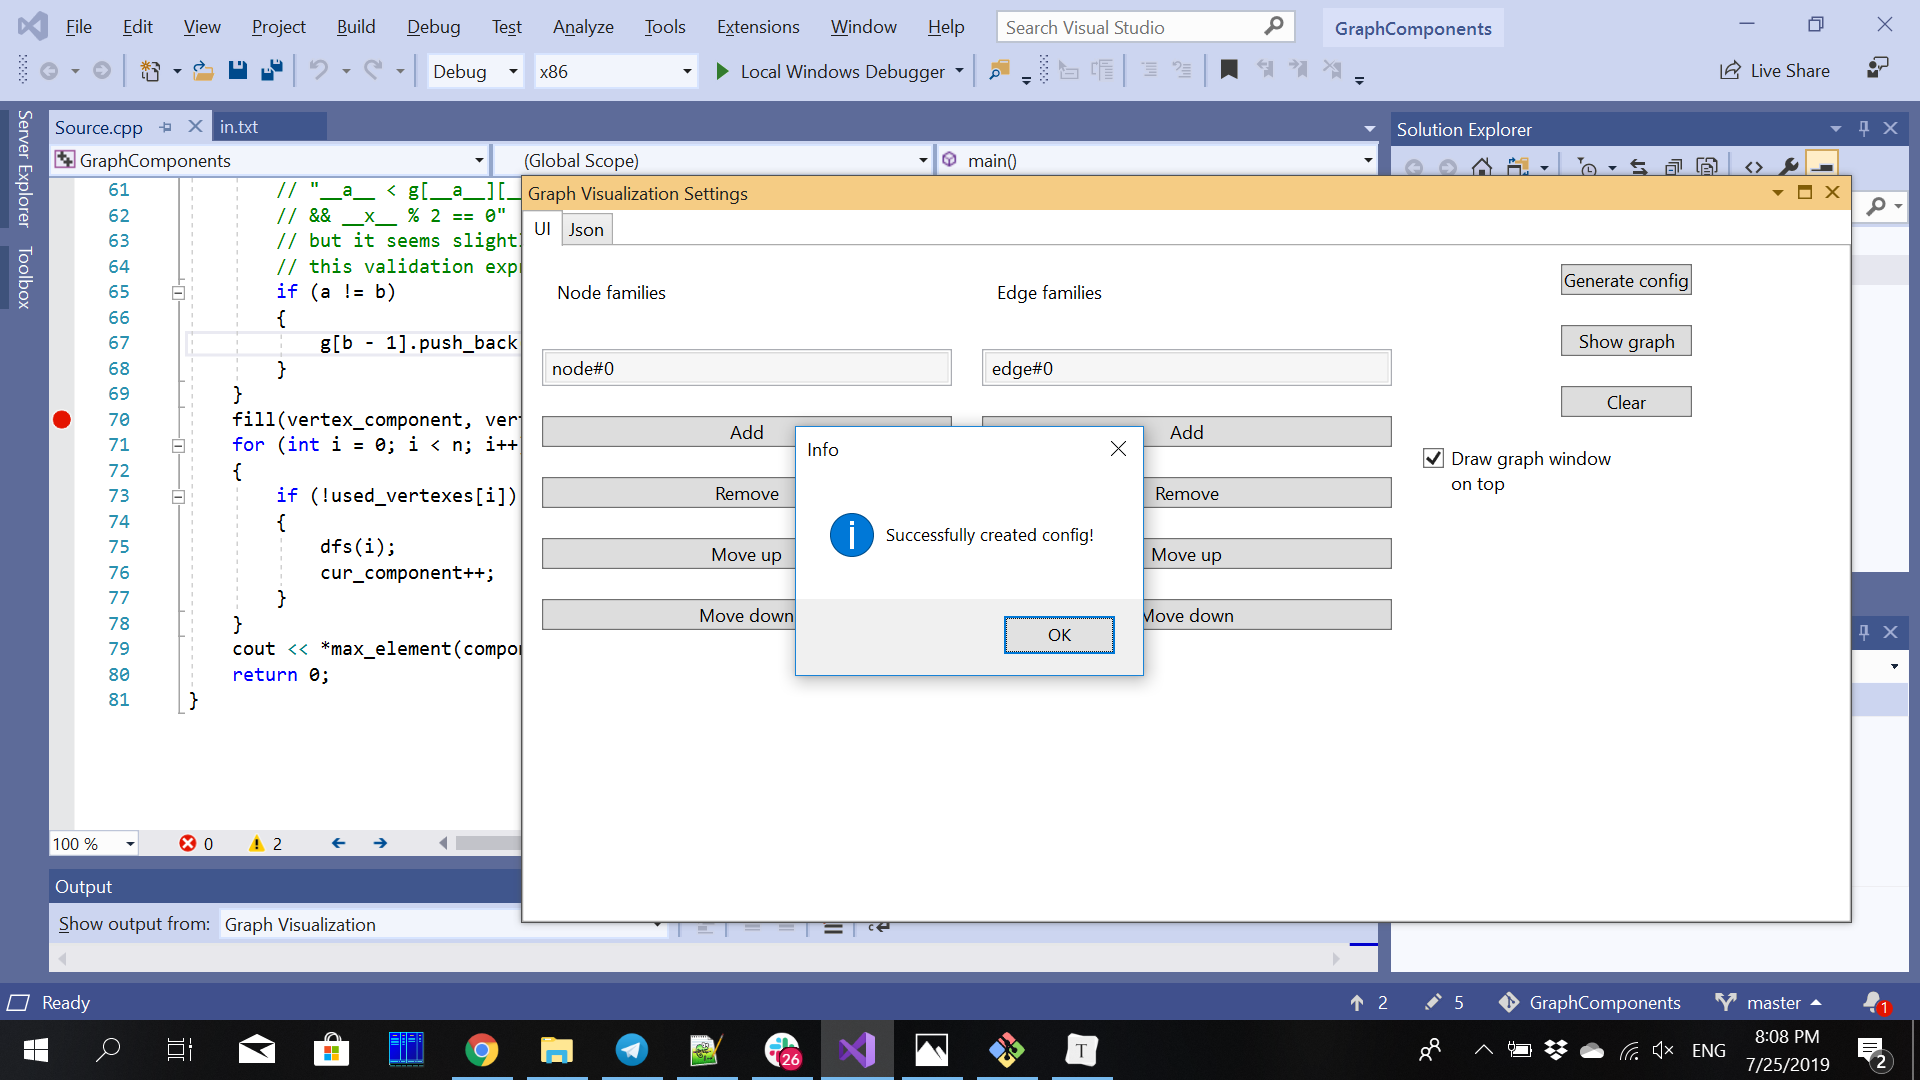 File Edit View Project Build Debug Test Analyze Tools Extensions Window Help Search Visual Studio GraphComponents
Debug x86 Local Windows Debugger Live Share
Server Explorer
Toolbox
Source.cpp in.txt
GraphComponents (Global Scope) main()
Solution Explorer
61 // "__a__ < g[__a__][_
62 // && __x__ % 2 == 0"
63 // but it seems slight
64 // this validation exp
65 if (a != b)
66 {
67 g[b - 1].push_back
68 }
69 }
70 fill(vertex_component, ver
71 for (int i = 0; i < n; i++
72 {
73 if (!used_vertexes[i])
74 {
75 dfs(i);
76 cur_component++;
77 }
78 }
79 cout << *max_element(compo
80 return 0;
81 }
100 % 0 2
Graph Visualization Settings
UI Json
Node families Edge families
node#0 edge#0
Add Add
Remove Remove
Move up Move up
Move down Move down
Generate config
Show graph
Clear
Draw graph window
on top
Info
Successfully created config!
OK
Output
Show output from: Graph Visualization
Ready 2 5 GraphComponents master 1
26
T
ENG
8:08 PM
7/25/2019
2